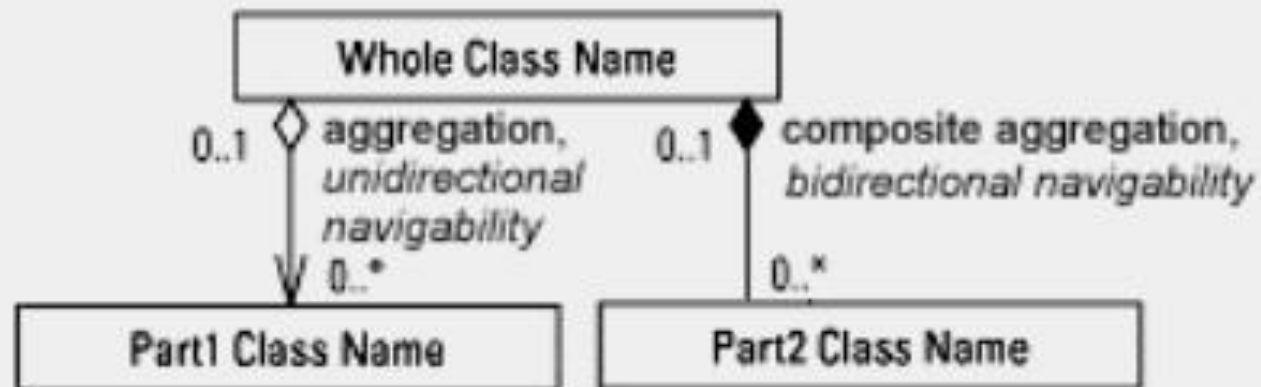 Whole Class Name
0..1
aggregation,
unidirectional
navigability
0..*
0..1
composite aggregation,
bidirectional navigability
0..*
Part1 Class Name
Part2 Class Name